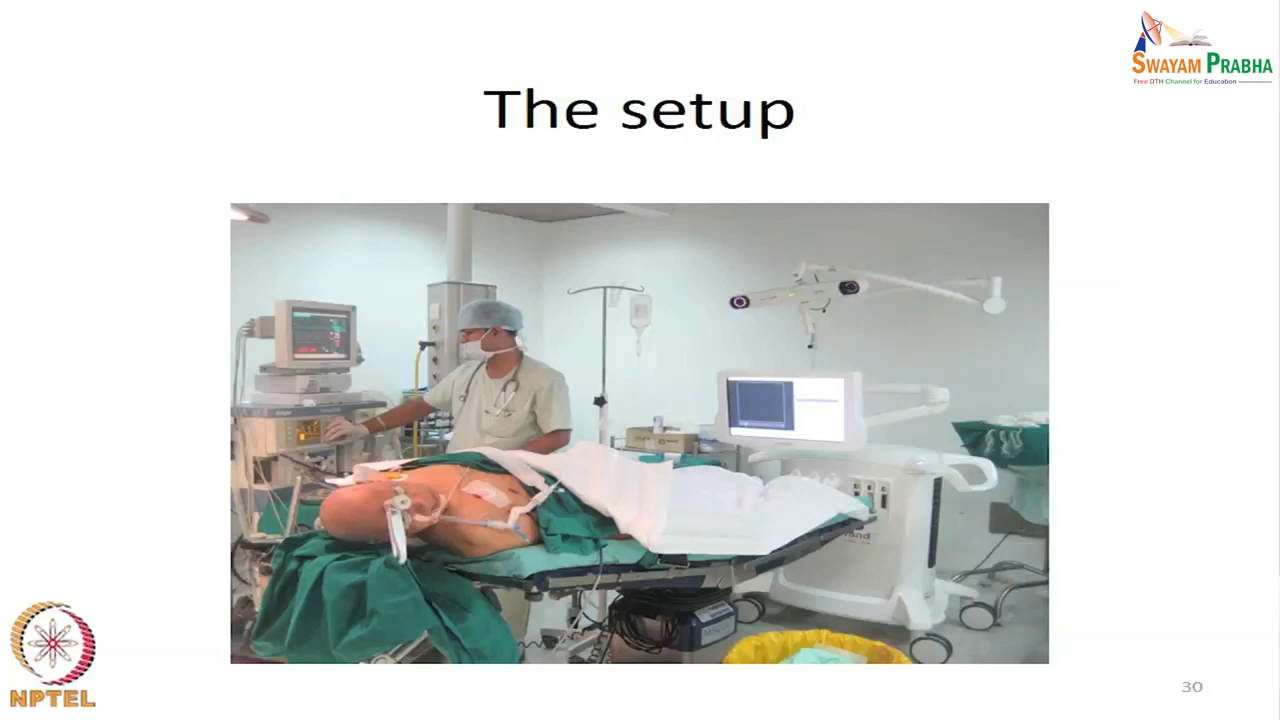 SWAYAM PRABHA
Free DTH Channel for Education
The setup
NPTEL
30